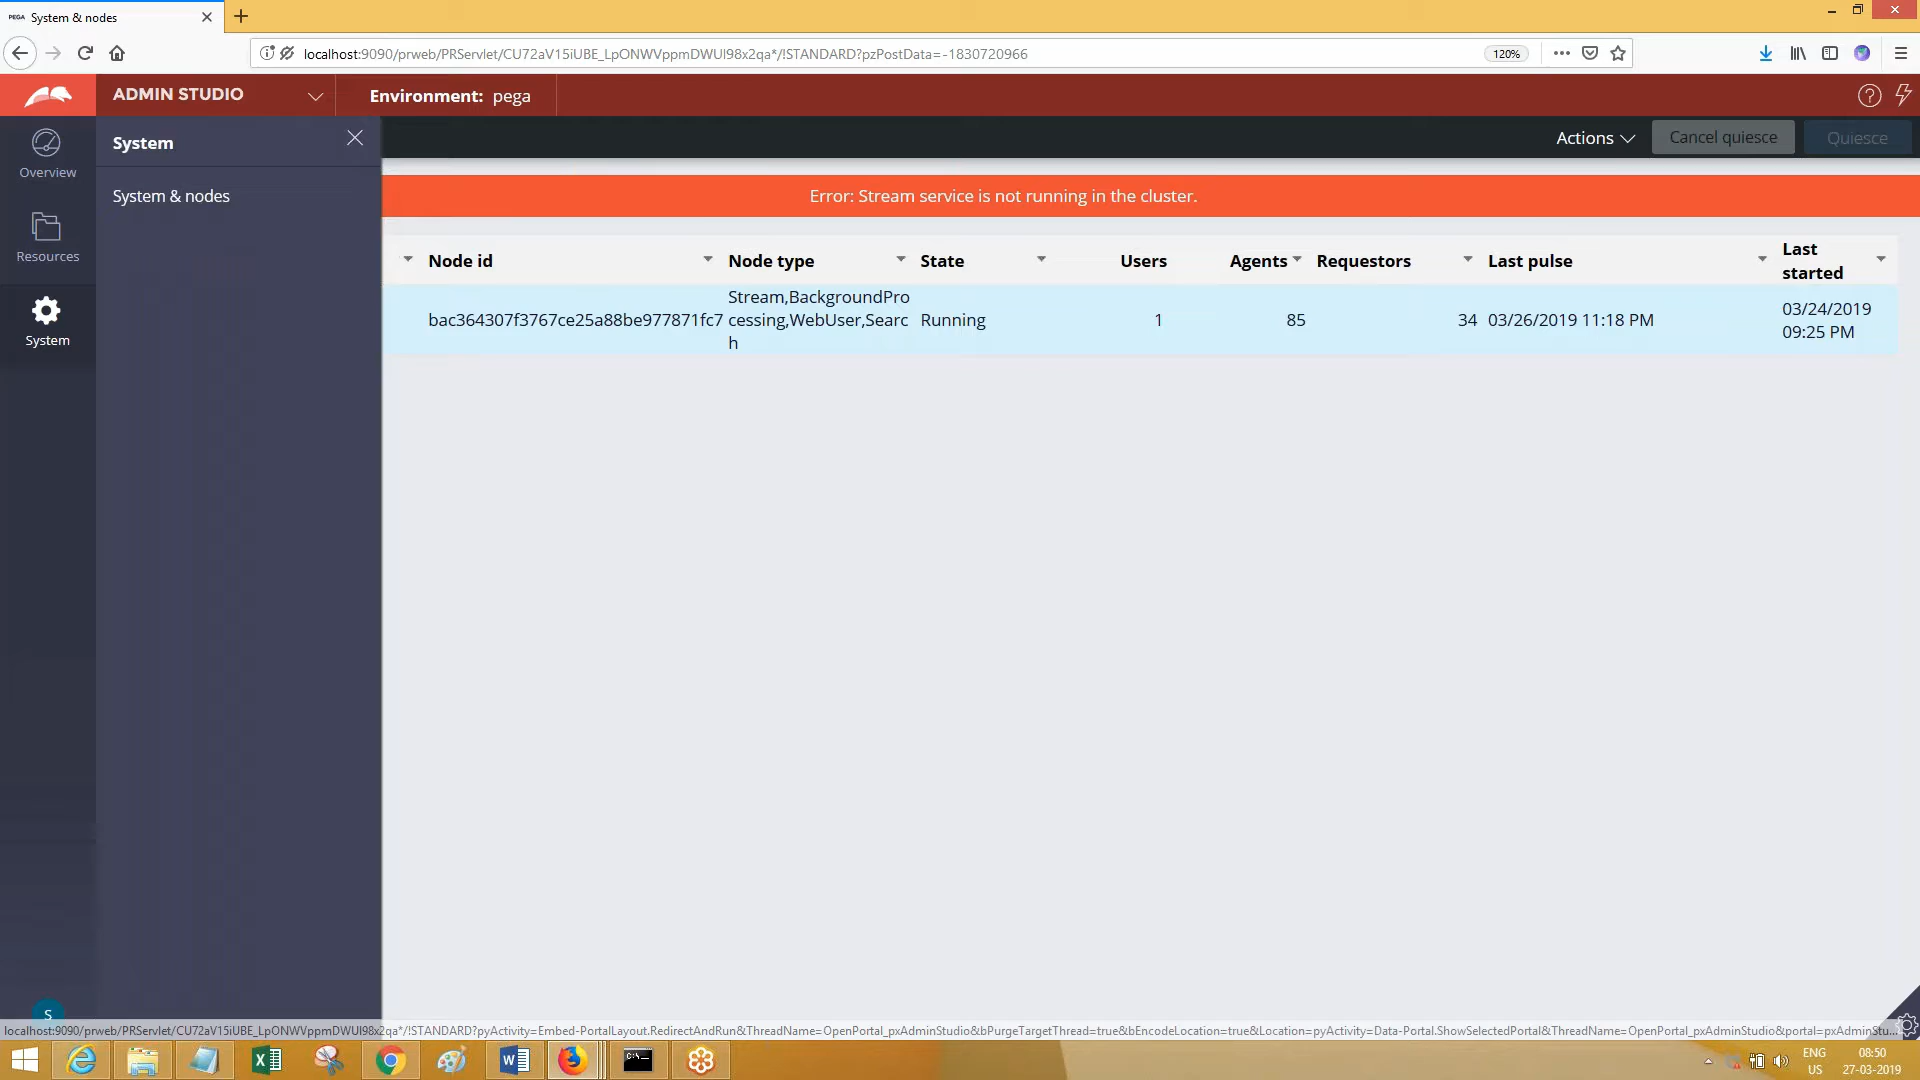 PEGA System & nodes
localhost:9090/prweb/PRServlet/CU72aV15iUBE_LpONWVppmDWUl98x2qa*/!STANDARD?pzPostData=-1830720966
120%
ADMIN STUDIO
Environment: pega
System
Actions
Cancel quiesce
Quiesce
Overview
System & nodes
Error: Stream service is not running in the cluster.
Resources
Node id
Node type
State
Users
Agents
Requestors
Last pulse
Last
started
bac364307f3767ce25a88be977871fc7
Stream,BackgroundPro
cessing,WebUser,Searc
h
Running
1
85
34
03/26/2019 11:18 PM
03/24/2019
09:25 PM
System
S
localhost:9090/prweb/PRServlet/CU72aV15iUBE_LpONWVppmDWUl98x2qa*/!STANDARD?pyActivity=Embed-PortalLayout.RedirectAndRun&ThreadName=OpenPortal_pxAdminStudio&bPurgeTargetThread=true&bEncodeLocation=true&Location=pyActivity=Data-Portal.ShowSelectedPortal&ThreadName=OpenPortal_pxAdminStudio&portal=pxAdminStu...
ENG
US
08:50
27-03-2019